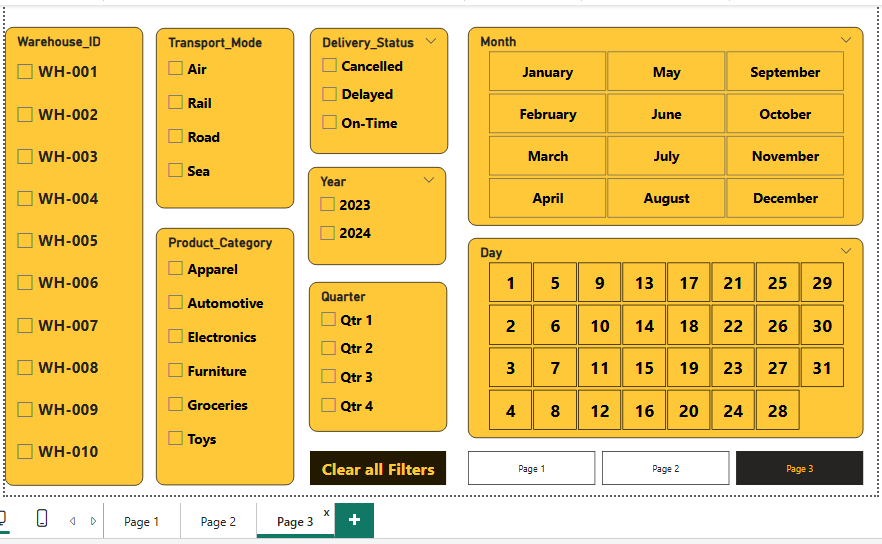 Warehouse_ID
WH-001
WH-002
WH-003
WH-004
WH-005
WH-006
WH-007
WH-008
WH-009
WH-010
Transport_Mode
Air
Rail
Road
Sea
Product_Category
Apparel
Automotive
Electronics
Furniture
Groceries
Toys
Delivery_Status
Cancelled
Delayed
On-Time
Year
2023
2024
Quarter
Qtr 1
Qtr 2
Qtr 3
Qtr 4
Clear all Filters
Month
January May September
February June October
March July November
April August December
Day
1 5 9 13 17 21 25 29
2 6 10 14 18 22 26 30
3 7 11 15 19 23 27 31
4 8 12 16 20 24 28
Page 1 Page 2 Page 3
Page 1 Page 2 Page 3 x +